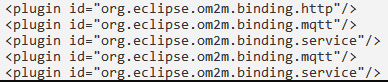 <plugin id="org.eclipse.om2m.binding.http"/>
<plugin id="org.eclipse.om2m.binding.mqtt"/>
<plugin id="org.eclipse.om2m.binding.service"/>
<plugin id="org.eclipse.om2m.binding.mqtt"/>
<plugin id="org.eclipse.om2m.binding.service"/>